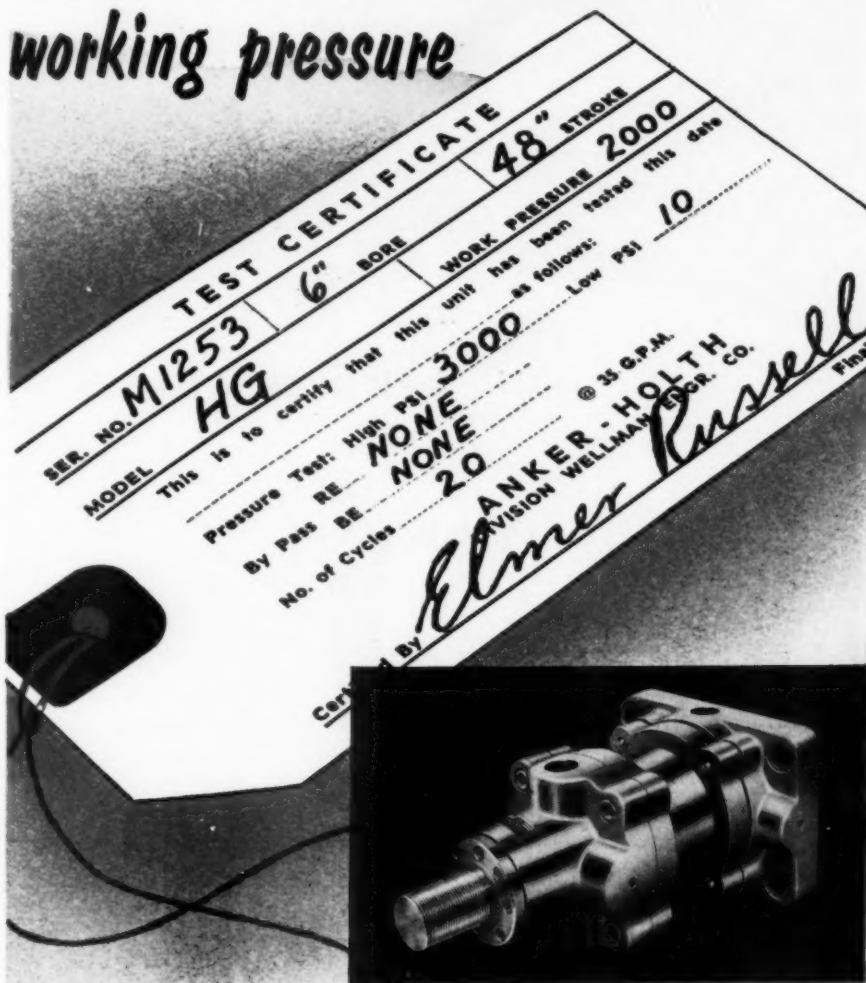 working pressure
TEST CERTIFICATE
SER. NO. M1253 6" BORE 48" STROKE
MODEL HG WORK PRESSURE 2000
This is to certify that this unit has been tested this date
as follows:
Pressure Test: High PSI 3000 Low PSI 10
By Pass RE NONE
BE NONE
No. of Cycles 20 @ 35 G.P.M.
ANKER-HOLTH
DIVISION WELLMAN ENGR. CO.
Certified By Elmer Russell